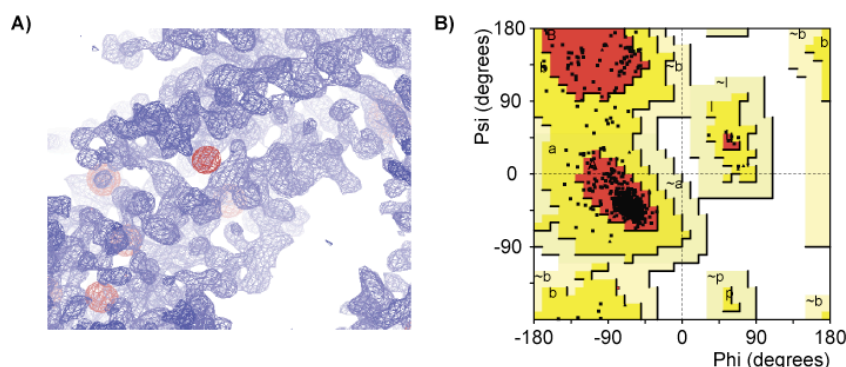 A)
B)
180
90
0
-90
-180
-90
0
90
180
Psi (degrees)
Phi (degrees)
B
b
~b
~b
b
~l
l
a
~a
~b
b
~p
p
~b